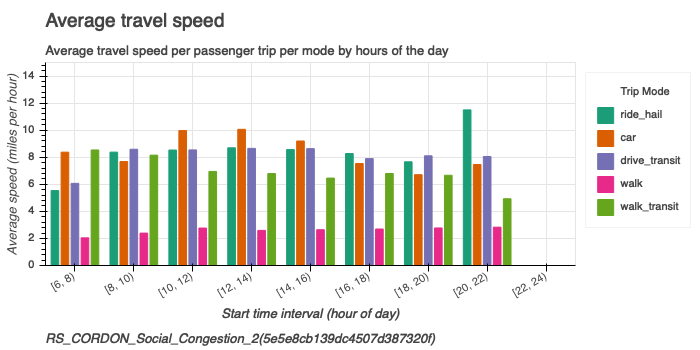 Average travel speed
Average travel speed per passenger trip per mode by hours of the day
Average speed (miles per hour)
14
12
10
8
6
4
2
0
[6, 8)
[8, 10)
[10, 12)
[12, 14)
[14, 16)
[16, 18)
[18, 20)
[20, 22)
[22, 24)
Start time interval (hour of day)
Trip Mode
ride_hail
car
drive_transit
walk
walk_transit
RS_CORDON_Social_Congestion_2(5e5e8cb139dc4507d387320f)